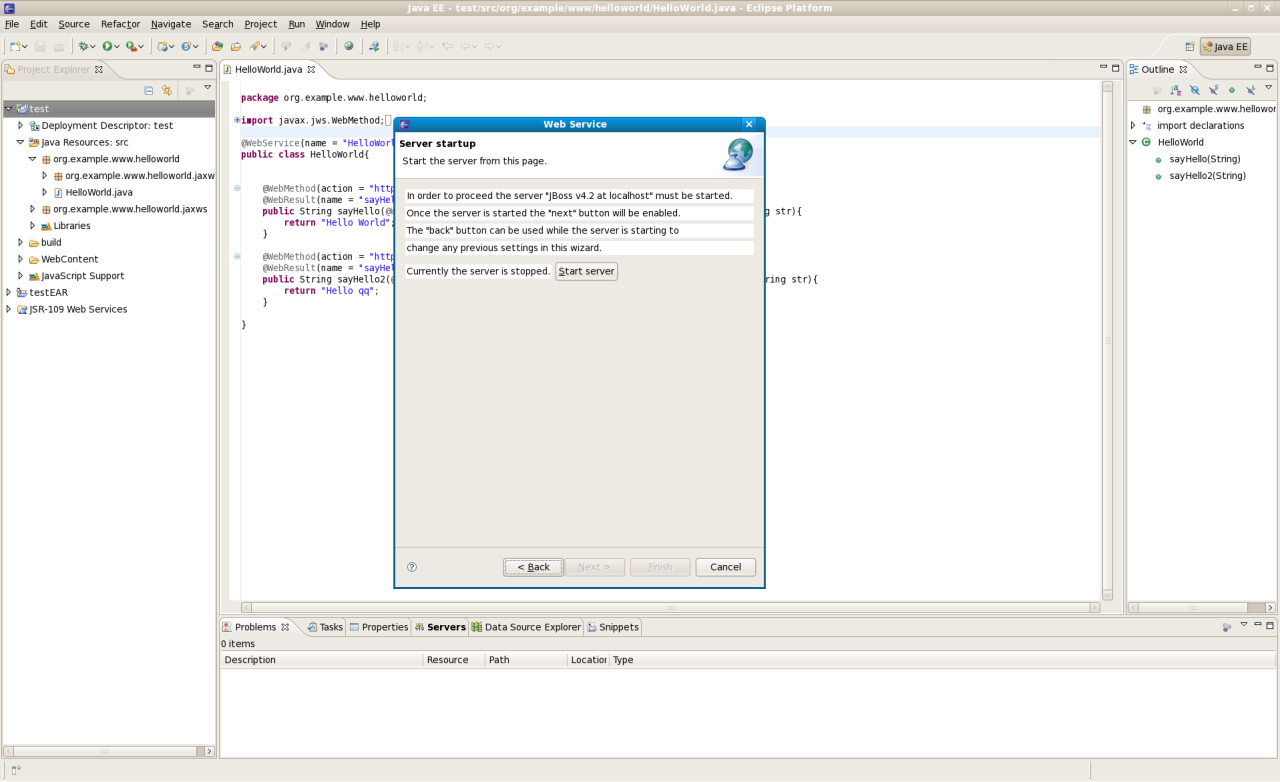 Java EE - test/src/org/example/www/helloworld/HelloWorld.java - Eclipse Platform
File Edit Source Refactor Navigate Search Project Run Window Help
Java EE
Project Explorer
test
Deployment Descriptor: test
Java Resources: src
org.example.www.helloworld
org.example.www.helloworld.jaxw
HelloWorld.java
org.example.www.helloworld.jaxws
Libraries
build
WebContent
JavaScript Support
testEAR
JSR-109 Web Services
HelloWorld.java
package org.example.www.helloworld;
import javax.jws.WebMethod;
@WebService(name = "HelloWorl
public class HelloWorld{
@WebMethod(action = "http
@WebResult(name = "sayHel
public String sayHello(@ g str){
return "Hello World"
}
@WebMethod(action = "http
@WebResult(name = "sayHel
public String sayHello2(@ ring str){
return "Hello qq";
}
}
Web Service
Server startup
Start the server from this page.
In order to proceed the server "JBoss v4.2 at localhost" must be started.
Once the server is started the "next" button will be enabled.
The "back" button can be used while the server is starting to
change any previous settings in this wizard.
Currently the server is stopped. Start server
< Back Next > Finish Cancel
Outline
org.example.www.hellowor
import declarations
HelloWorld
sayHello(String)
sayHello2(String)
Problems Tasks Properties Servers Data Source Explorer Snippets
0 items
Description Resource Path Location Type